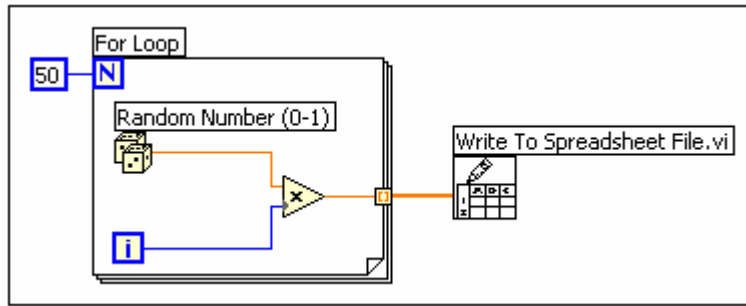 For Loop
50
N
Random Number (0-1)
x
i
Write To Spreadsheet File.vi